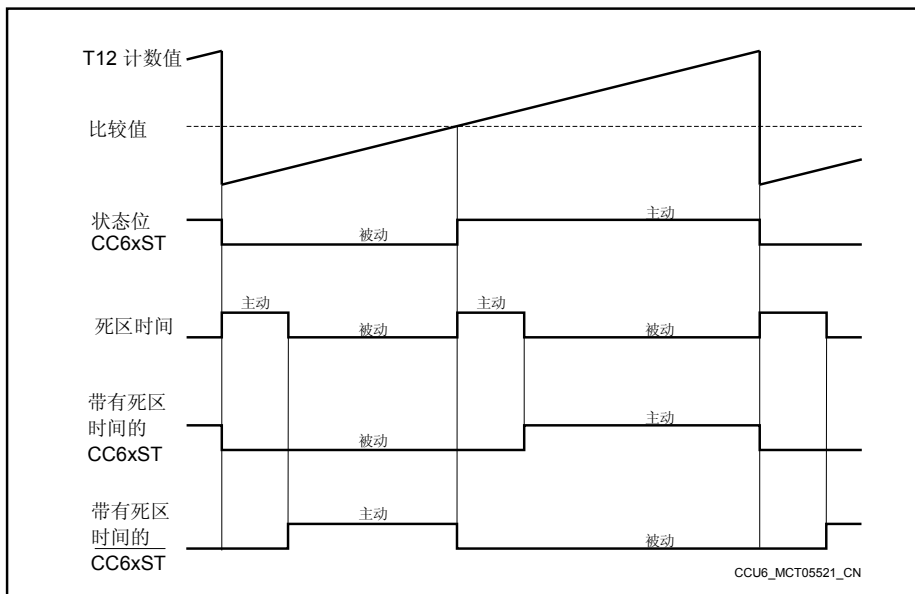 T12 计数值
比较值
状态位
CC6xST
被动
主动
死区时间
主动
被动
主动
被动
带有死区
时间的
CC6xST
被动
主动
带有死区
时间的
CC6xST
主动
被动
CCU6_MCT05521_CN